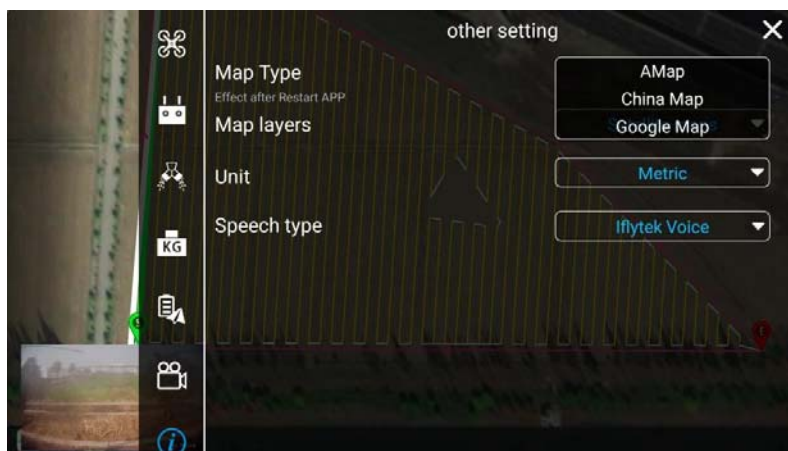 other setting
Map Type
Effect after Restart APP
AMap
China Map
Google Map
Map layers
Unit
Metric
Speech type
Iflytek Voice
KG